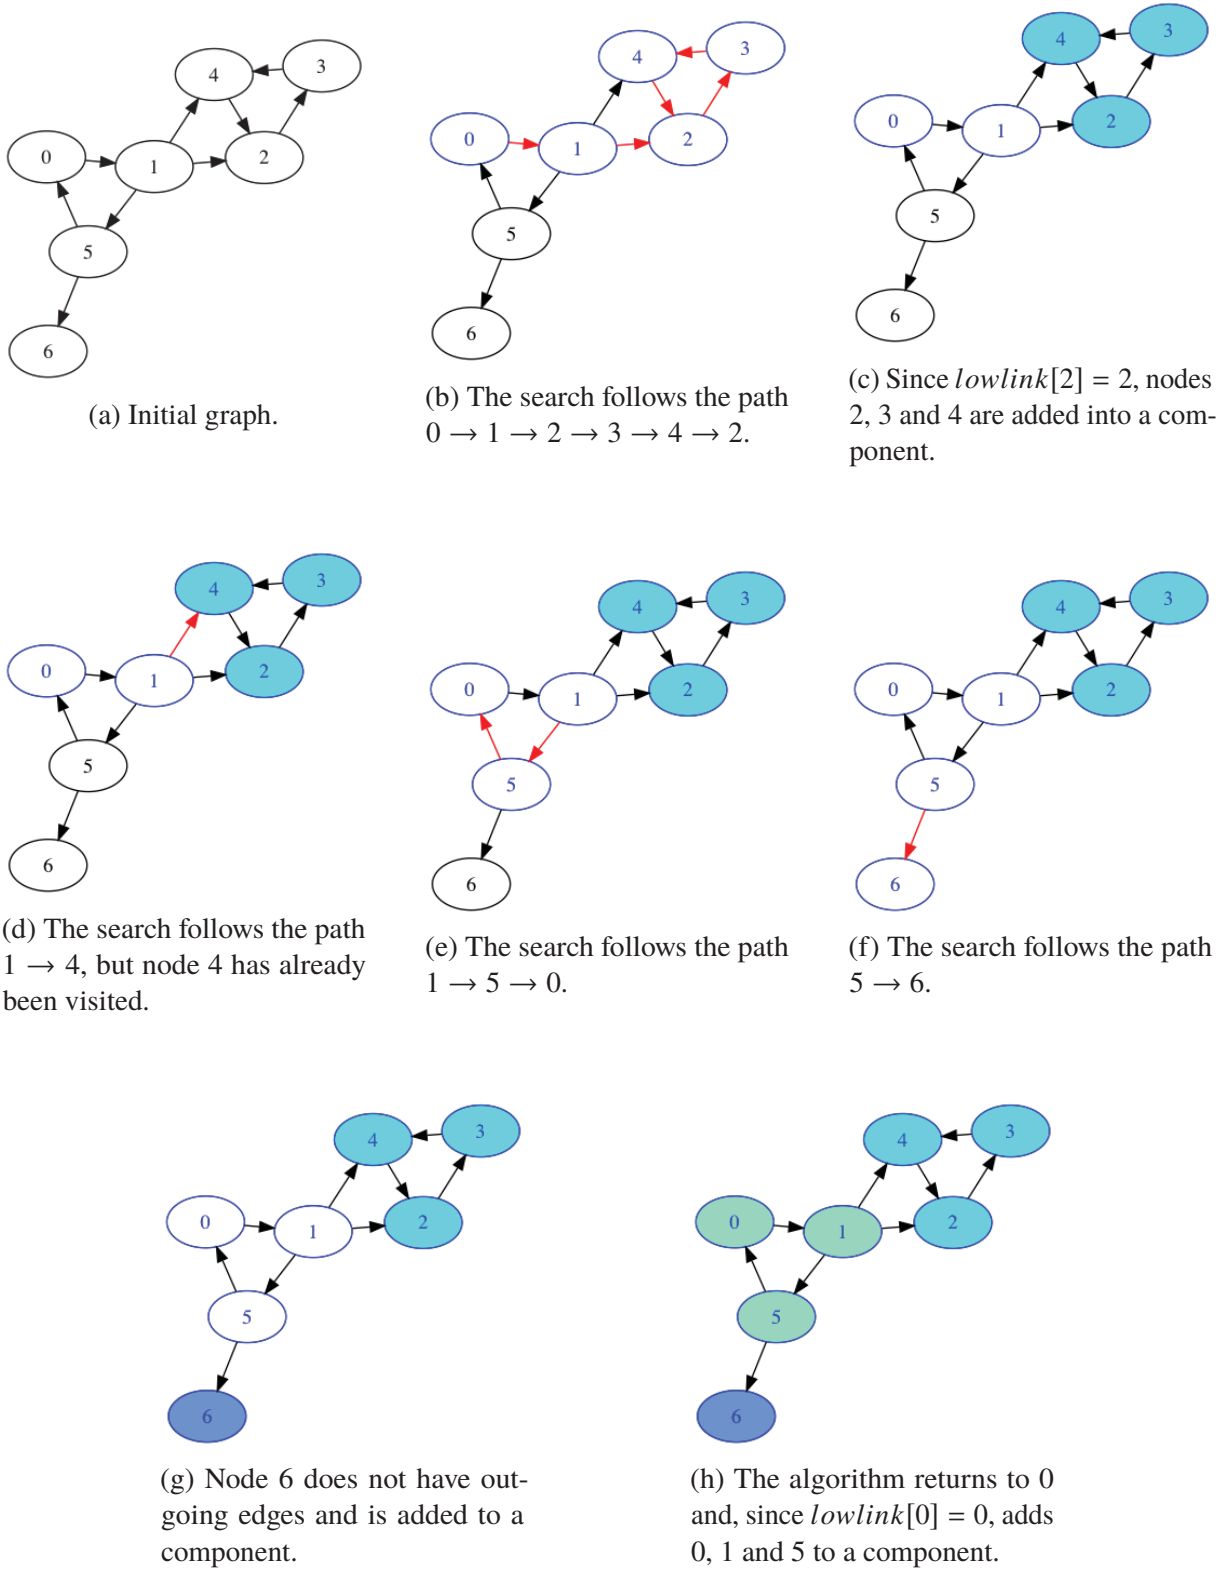 4
3
0
1
2
5
6
(a) Initial graph.
4
3
0
1
2
5
6
(b) The search follows the path
0 → 1 → 2 → 3 → 4 → 2.
4
3
0
1
2
5
6
(c) Since lowlink[2] = 2, nodes
2, 3 and 4 are added into a com-
ponent.
4
3
0
1
2
5
6
(d) The search follows the path
1 → 4, but node 4 has already
been visited.
4
3
0
1
2
5
6
(e) The search follows the path
1 → 5 → 0.
4
3
0
1
2
5
6
(f) The search follows the path
5 → 6.
4
3
0
1
2
5
6
(g) Node 6 does not have out-
going edges and is added to a
component.
4
3
0
1
2
5
6
(h) The algorithm returns to 0
and, since lowlink[0] = 0, adds
0, 1 and 5 to a component.